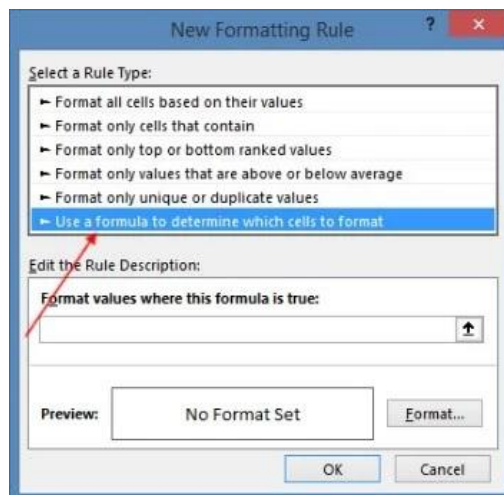 New Formatting Rule ?
Select a Rule Type:
► Format all cells based on their values
► Format only cells that contain
► Format only top or bottom ranked values
► Format only values that are above or below average
► Format only unique or duplicate values
► Use a formula to determine which cells to format
Edit the Rule Description:
Format values where this formula is true:
Preview:
No Format Set
Format...
OK
Cancel